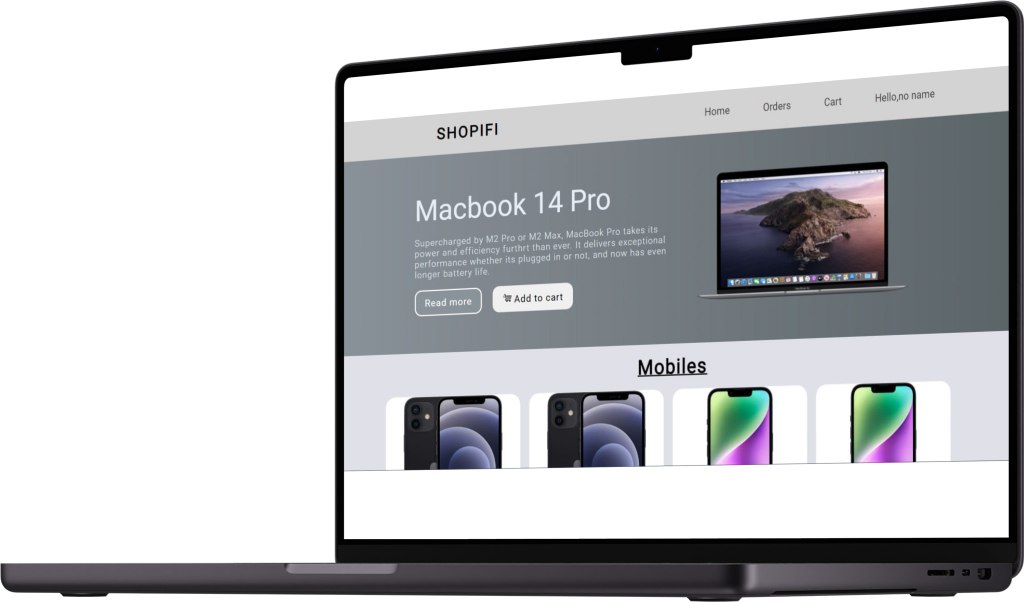 SHOPIFI
Home Orders Cart Hello,no name
Macbook 14 Pro
Supercharged by M2 Pro or M2 Max, MacBook Pro takes its
power and efficiency furthrt than ever. It delivers exceptional
performance whether its plugged in or not, and now has even
longer battery life.
Read more Add to cart
Mobiles